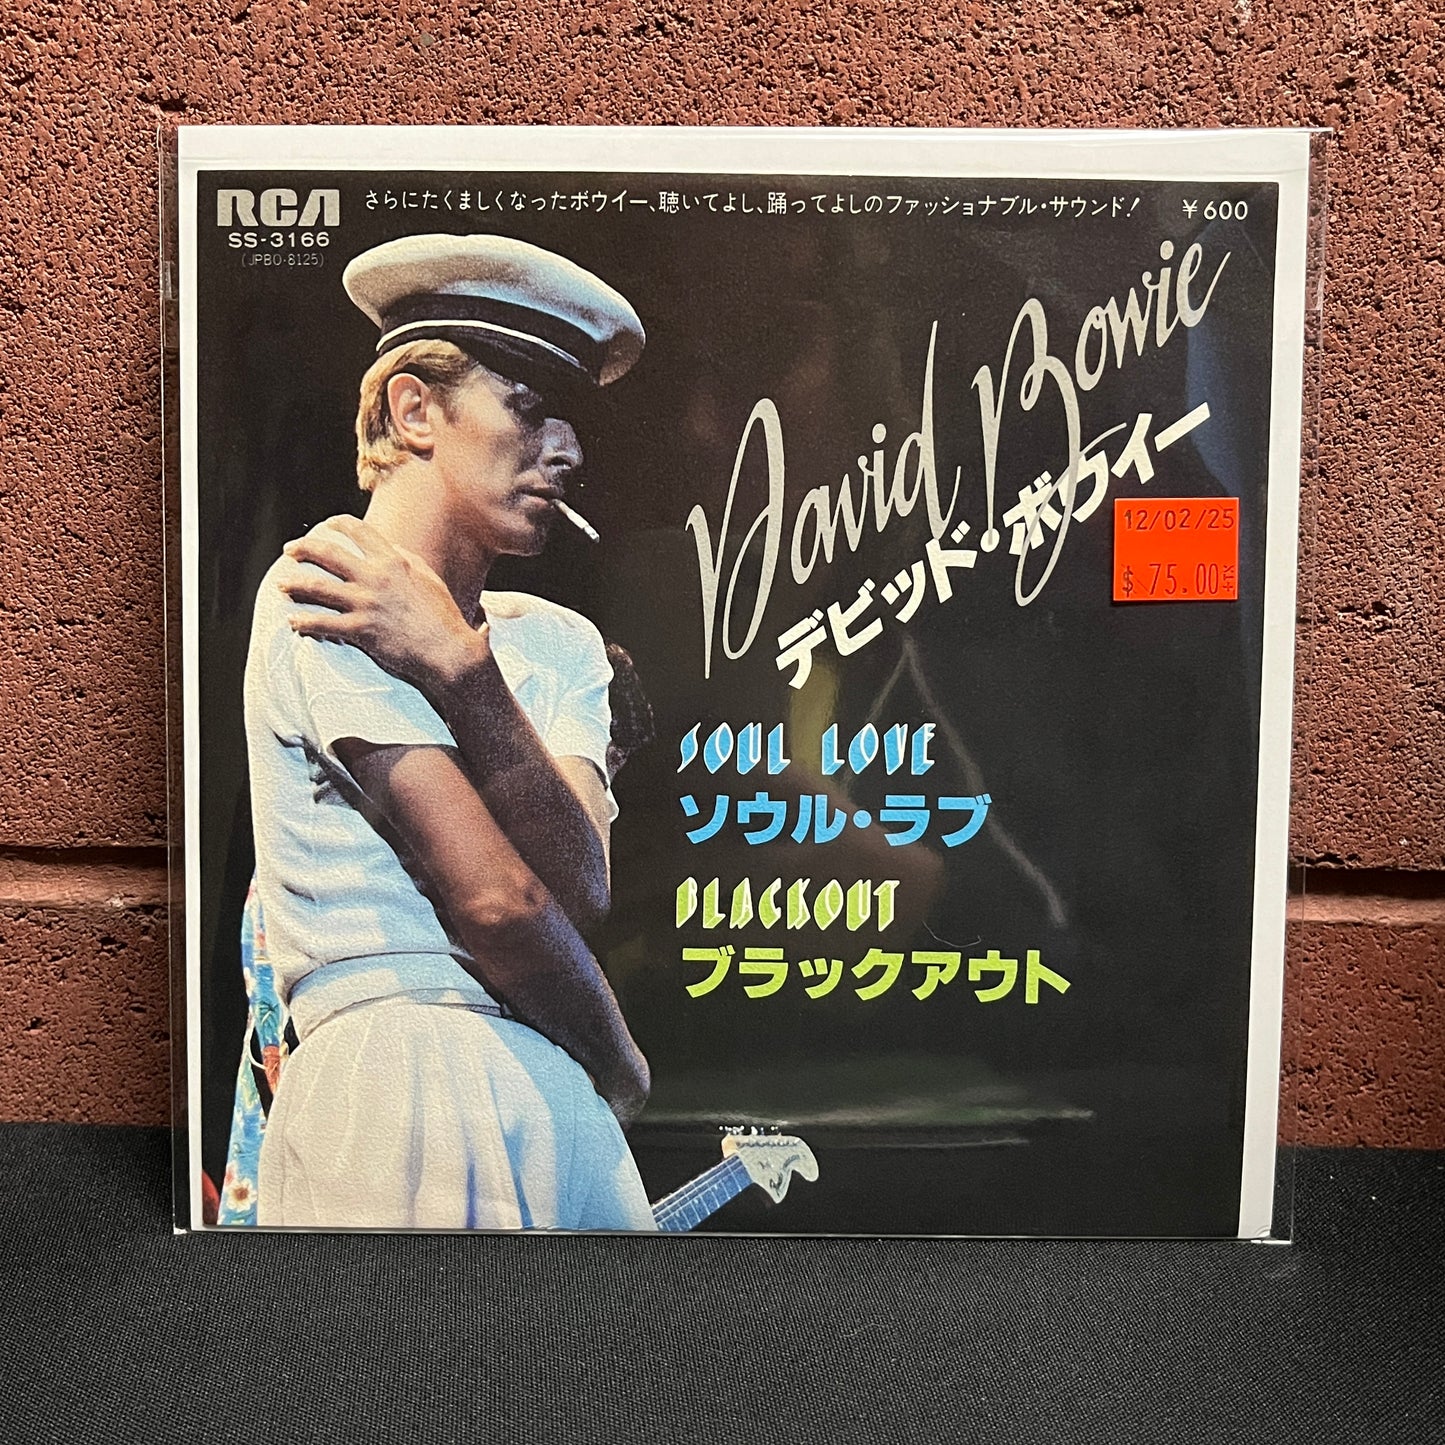 RCA さらにたくましくなったボウイー、聴いてよし、踊ってよしのファッショナブル・サウンド! ¥600
SS-3166
(JPBO-8125)
David Bowie
デビッド・ボウイー
12/02/25
$ 75.00
SOUL LOVE
ソウル・ラブ
BLACKOUT
ブラックアウト